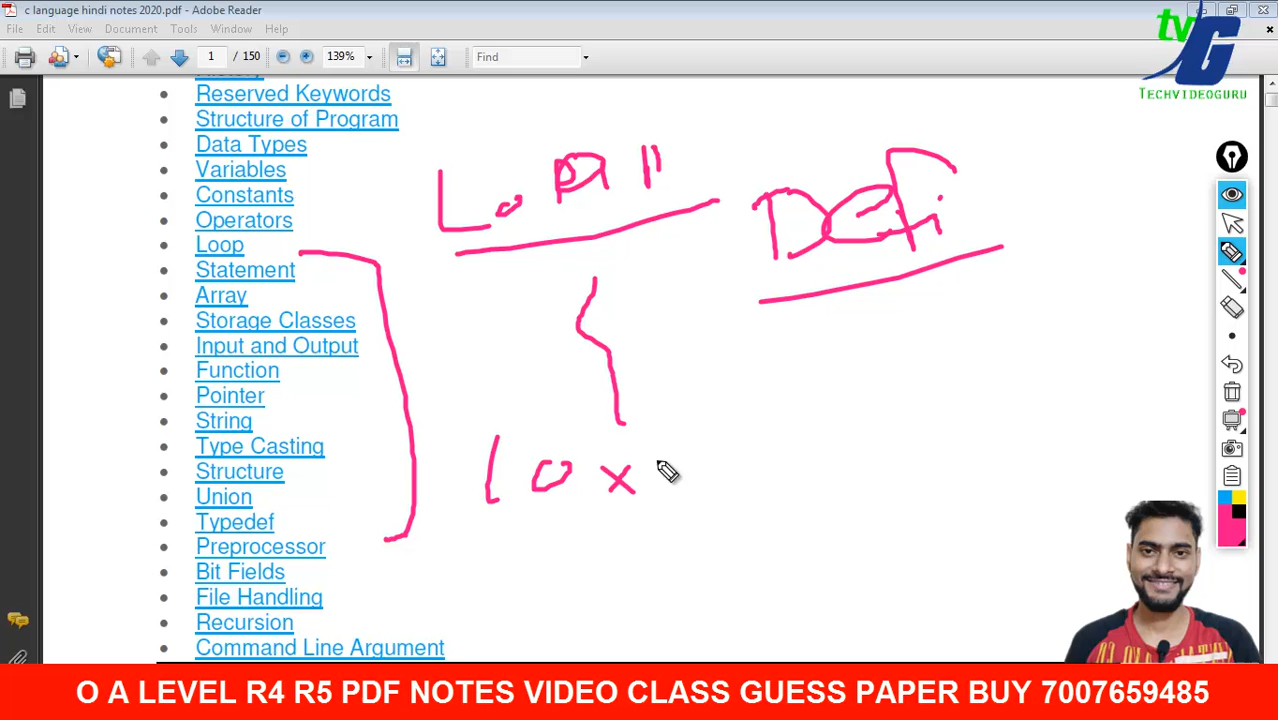 c language hindi notes 2020.pdf - Adobe Reader
File Edit View Document Tools Window Help
1 / 150 139% Find
tv
TECHVIDEOGURU
Reserved Keywords
Structure of Program
Data Types
Variables
Constants
Operators
Loop
Statement
Array
Storage Classes
Input and Output
Function
Pointer
String
Type Casting
Structure
Union
Typedef
Preprocessor
Bit Fields
File Handling
Recursion
Command Line Argument
10 x
O A LEVEL R4 R5 PDF NOTES VIDEO CLASS GUESS PAPER BUY 7007659485